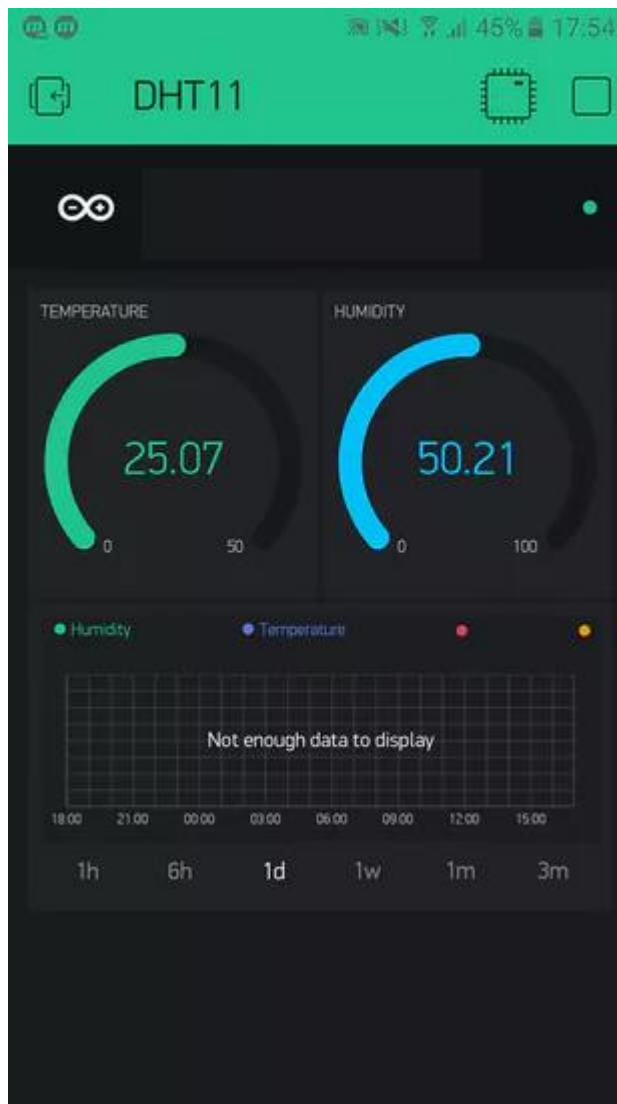 45% 17:54
DHT11
TEMPERATURE
HUMIDITY
25.07
50.21
0 50
0 100
Humidity Temperature
Not enough data to display
18:00 21:00 00:00 03:00 06:00 09:00 12:00 15:00
1h 6h 1d 1w 1m 3m